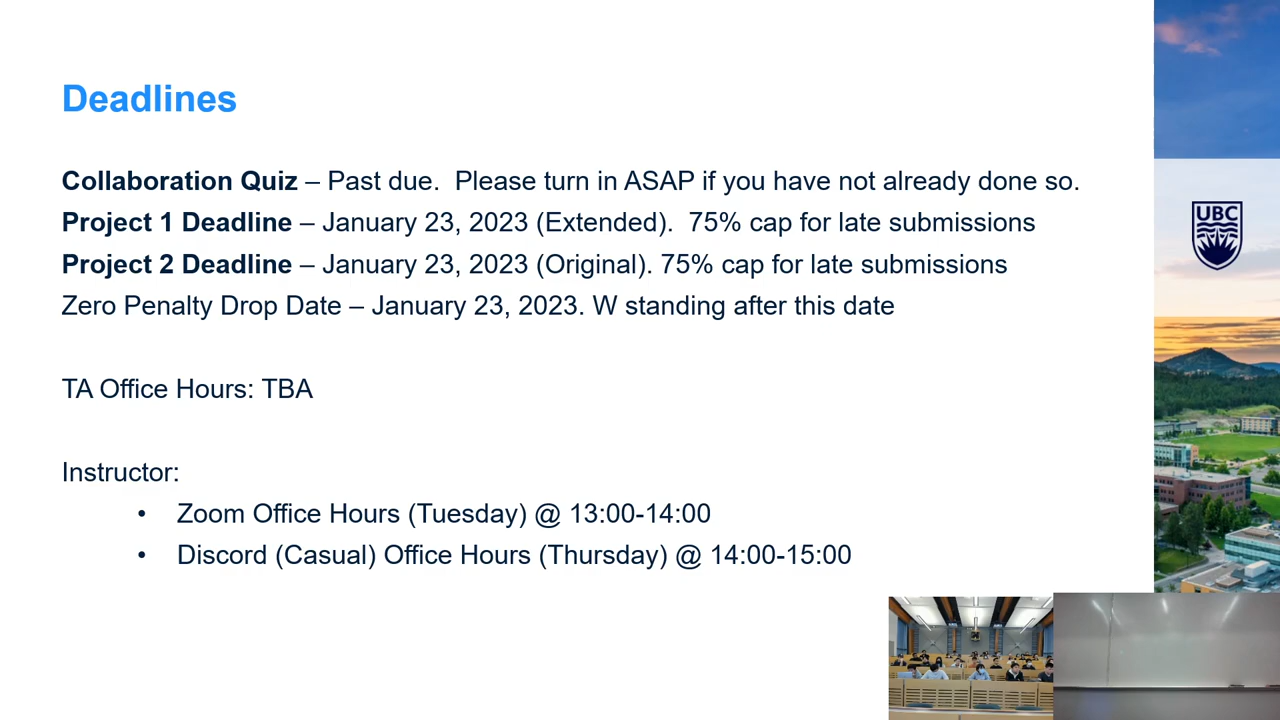 Deadlines
Collaboration Quiz – Past due.  Please turn in ASAP if you have not already done so.
Project 1 Deadline – January 23, 2023 (Extended).  75% cap for late submissions
Project 2 Deadline – January 23, 2023 (Original). 75% cap for late submissions
Zero Penalty Drop Date – January 23, 2023. W standing after this date
TA Office Hours: TBA
Instructor:
• Zoom Office Hours (Tuesday) @ 13:00-14:00
• Discord (Casual) Office Hours (Thursday) @ 14:00-15:00
UBC